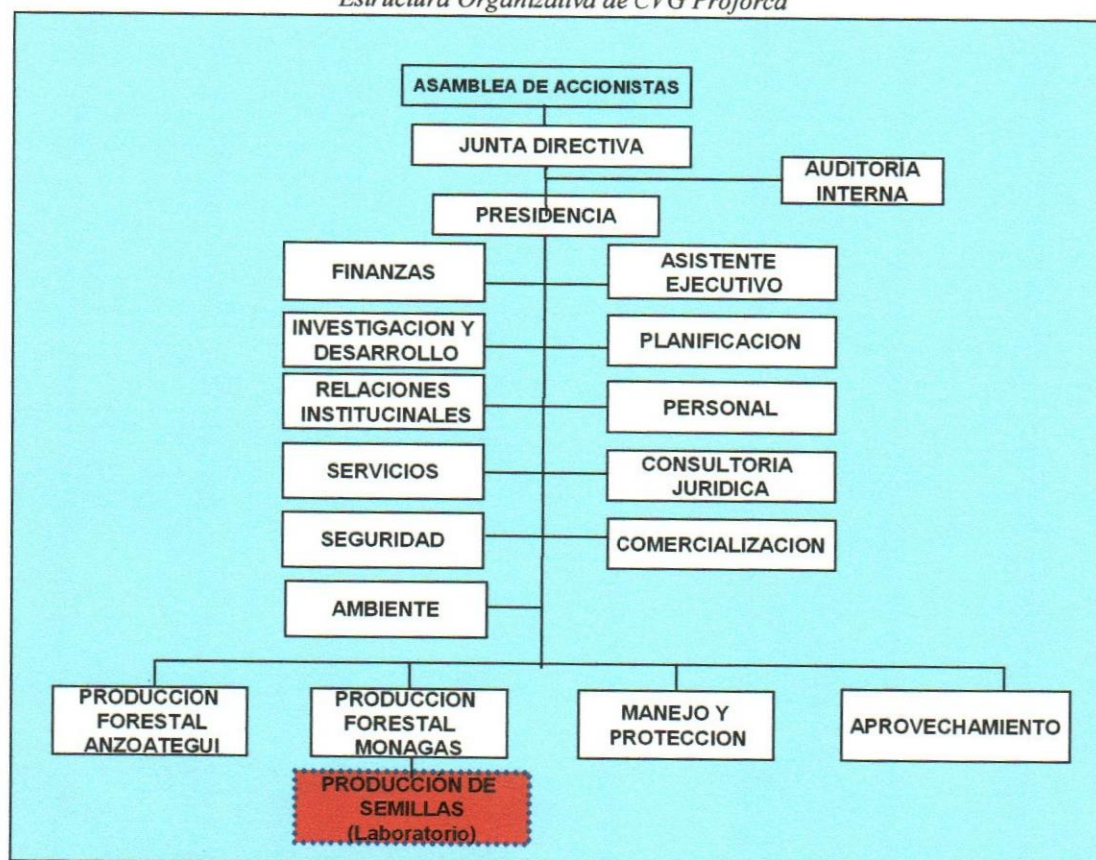 Estructura Organizativa de CVG Proforca
ASAMBLEA DE ACCIONISTAS
JUNTA DIRECTIVA
AUDITORÍA
INTERNA
PRESIDENCIA
FINANZAS
ASISTENTE
EJECUTIVO
INVESTIGACION Y
DESARROLLO
PLANIFICACION
RELACIONES
INSTITUCINALES
PERSONAL
SERVICIOS
CONSULTORIA
JURIDICA
SEGURIDAD
COMERCIALIZACION
AMBIENTE
PRODUCCION
FORESTAL
ANZOATEGUI
PRODUCCION
FORESTAL
MONAGAS
MANEJO Y
PROTECCION
APROVECHAMIENTO
PRODUCCIÓN DE
SEMILLAS
(Laboratorio)